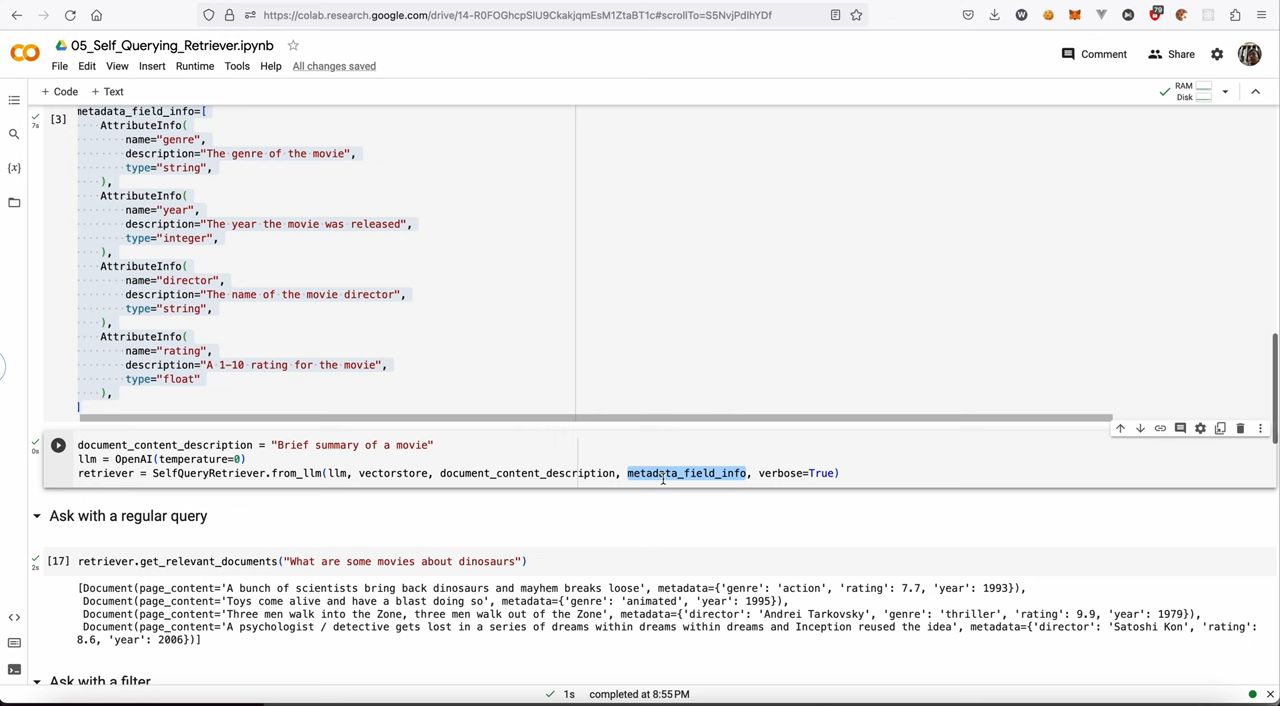 https://colab.research.google.com/drive/4-R0FOGhcpSlU9CkakjqmEsM1ZtaBT1c#scrollTo=S5NvjPdlhYDf
79
05_Self_Querying_Retriever.ipynb
File Edit View Insert Runtime Tools Help All changes saved
Comment Share
+ Code + Text
RAM
Disk
metadata_field_info=[
[3]
7s
AttributeInfo(
name="genre",
description="The genre of the movie",
type="string",
),
AttributeInfo(
name="year",
description="The year the movie was released",
type="integer",
),
AttributeInfo(
name="director",
description="The name of the movie director",
type="string",
),
AttributeInfo(
name="rating",
description="A 1-10 rating for the movie",
type="float"
),
]
0s
document_content_description = "Brief summary of a movie"
llm = OpenAI(temperature=0)
retriever = SelfQueryRetriever.from_llm(llm, vectorstore, document_content_description, metadata_field_info, verbose=True)
Ask with a regular query
[17] retriever.get_relevant_documents("What are some movies about dinosaurs")
2s
[Document(page_content='A bunch of scientists bring back dinosaurs and mayhem breaks loose', metadata={'genre': 'action', 'rating': 7.7, 'year': 1993}),
Document(page_content='Toys come alive and have a blast doing so', metadata={'genre': 'animated', 'year': 1995}),
Document(page_content='Three men walk into the Zone, three men walk out of the Zone', metadata={'director': 'Andrei Tarkovsky', 'genre': 'thriller', 'rating': 9.9, 'year': 1979}),
Document(page_content='A psychologist / detective gets lost in a series of dreams within dreams within dreams and Inception reused the idea', metadata={'director': 'Satoshi Kon', 'rating':
8.6, 'year': 2006})]
Ask with a filter
1s completed at 8:55 PM